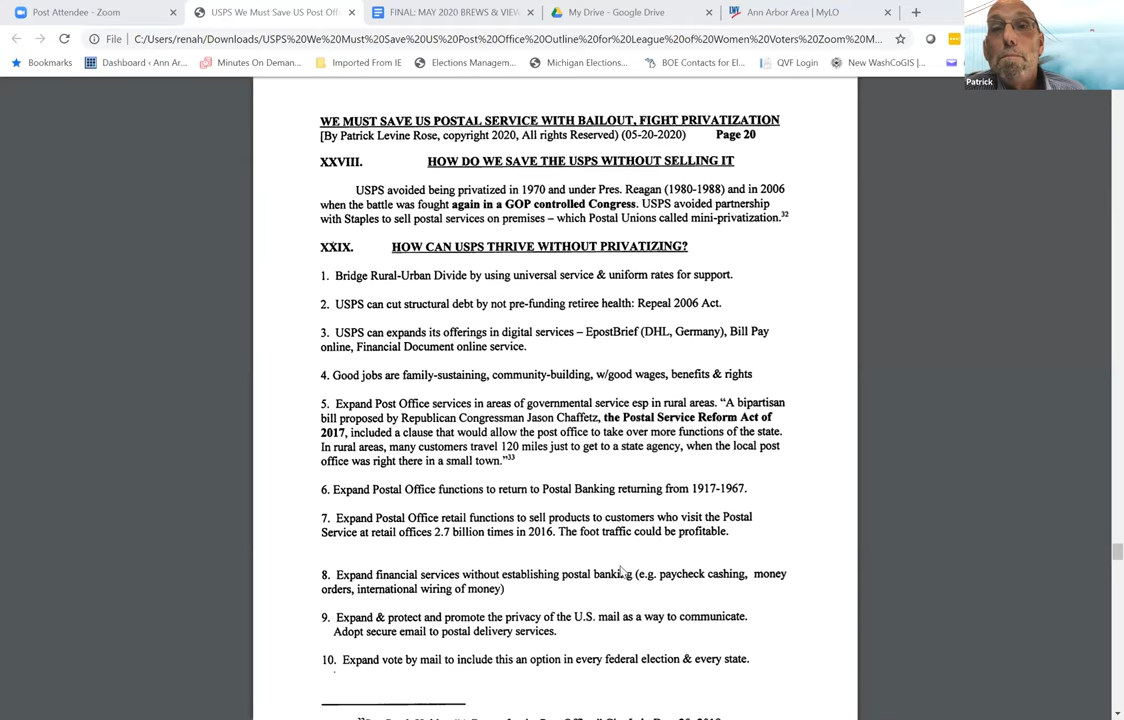 Post Attendee - Zoom
USPS We Must Save US Post Off
FINAL: MAY 2020 BREWS & VIEW
My Drive - Google Drive
Ann Arbor Area | MyLO
File
C:/Users/renah/Downloads/USPS%20We%20Must%20Save%20US%20Post%20Office%20Outline%20for%20League%20of%20Women%20Voters%20Zoom%20M...
Bookmarks
Dashboard ‹ Ann Ar...
Minutes On Deman...
Imported From IE
Elections Managem...
Michigan Elections...
BOE Contacts for El...
QVF Login
New WashCoGIS |...
Patrick
WE MUST SAVE US POSTAL SERVICE WITH BAILOUT, FIGHT PRIVATIZATION
[By Patrick Levine Rose, copyright 2020, All rights Reserved) (05-20-2020) Page 20
XXVIII. HOW DO WE SAVE THE USPS WITHOUT SELLING IT
USPS avoided being privatized in 1970 and under Pres. Reagan (1980-1988) and in 2006
when the battle was fought again in a GOP controlled Congress. USPS avoided partnership
with Staples to sell postal services on premises – which Postal Unions called mini-privatization.32
XXIX. HOW CAN USPS THRIVE WITHOUT PRIVATIZING?
1. Bridge Rural-Urban Divide by using universal service & uniform rates for support.
2. USPS can cut structural debt by not pre-funding retiree health: Repeal 2006 Act.
3. USPS can expands its offerings in digital services – EpostBrief (DHL, Germany), Bill Pay
online, Financial Document online service.
4. Good jobs are family-sustaining, community-building, w/good wages, benefits & rights
5. Expand Post Office services in areas of governmental service esp in rural areas. “A bipartisan
bill proposed by Republican Congressman Jason Chaffetz, the Postal Service Reform Act of
2017, included a clause that would allow the post office to take over more functions of the state.
In rural areas, many customers travel 120 miles just to get to a state agency, when the local post
office was right there in a small town.”33
6. Expand Postal Office functions to return to Postal Banking returning from 1917-1967.
7. Expand Postal Office retail functions to sell products to customers who visit the Postal
Service at retail offices 2.7 billion times in 2016. The foot traffic could be profitable.
8. Expand financial services without establishing postal banking (e.g. paycheck cashing, money
orders, international wiring of money)
9. Expand & protect and promote the privacy of the U.S. mail as a way to communicate.
Adopt secure email to postal delivery services.
10. Expand vote by mail to include this an option in every federal election & every state.